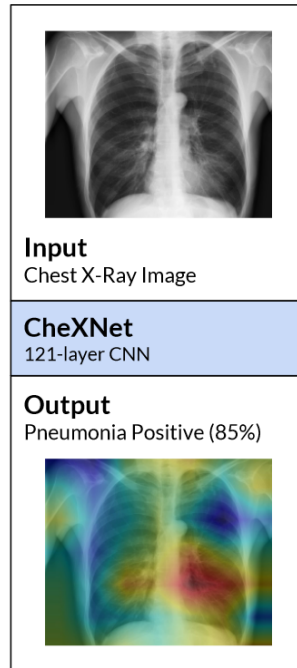 Input
Chest X-Ray Image
CheXNet
121-layer CNN
Output
Pneumonia Positive (85%)